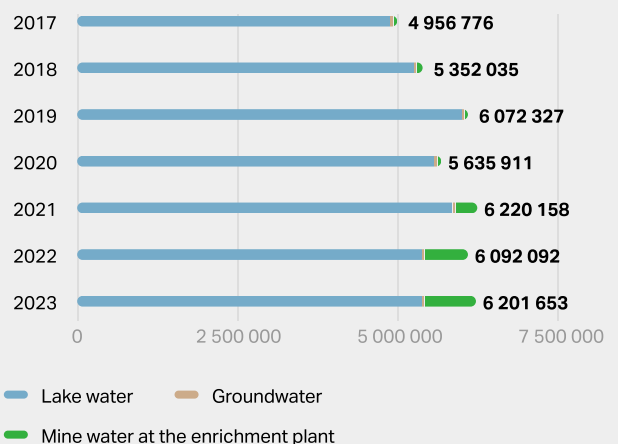 2017 4 956 776
2018 5 352 035
2019 6 072 327
2020 5 635 911
2021 6 220 158
2022 6 092 092
2023 6 201 653
0 2 500 000 5 000 000 7 500 000
Lake water Groundwater
Mine water at the enrichment plant